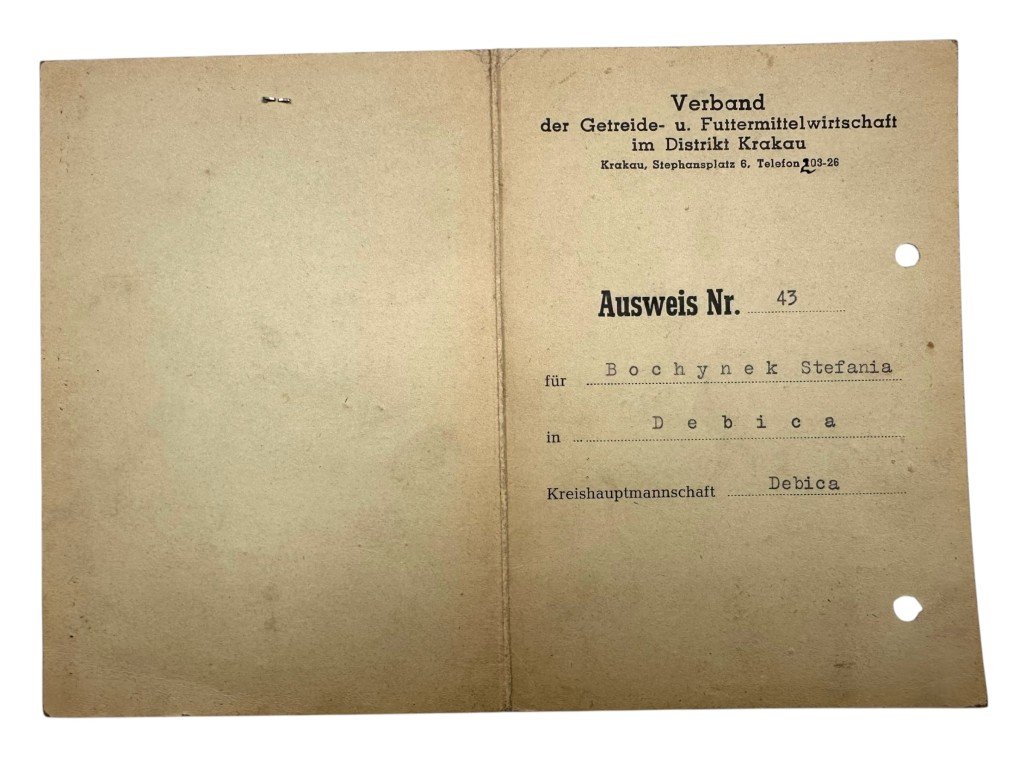 Verband
der Getreide- u. Futtermittelwirtschaft
im Distrikt Krakau
Krakau, Stephansplatz 6, Telefon 203-26
Ausweis Nr. 43
für Bochynek Stefania
in Debica
Kreishauptmannschaft Debica